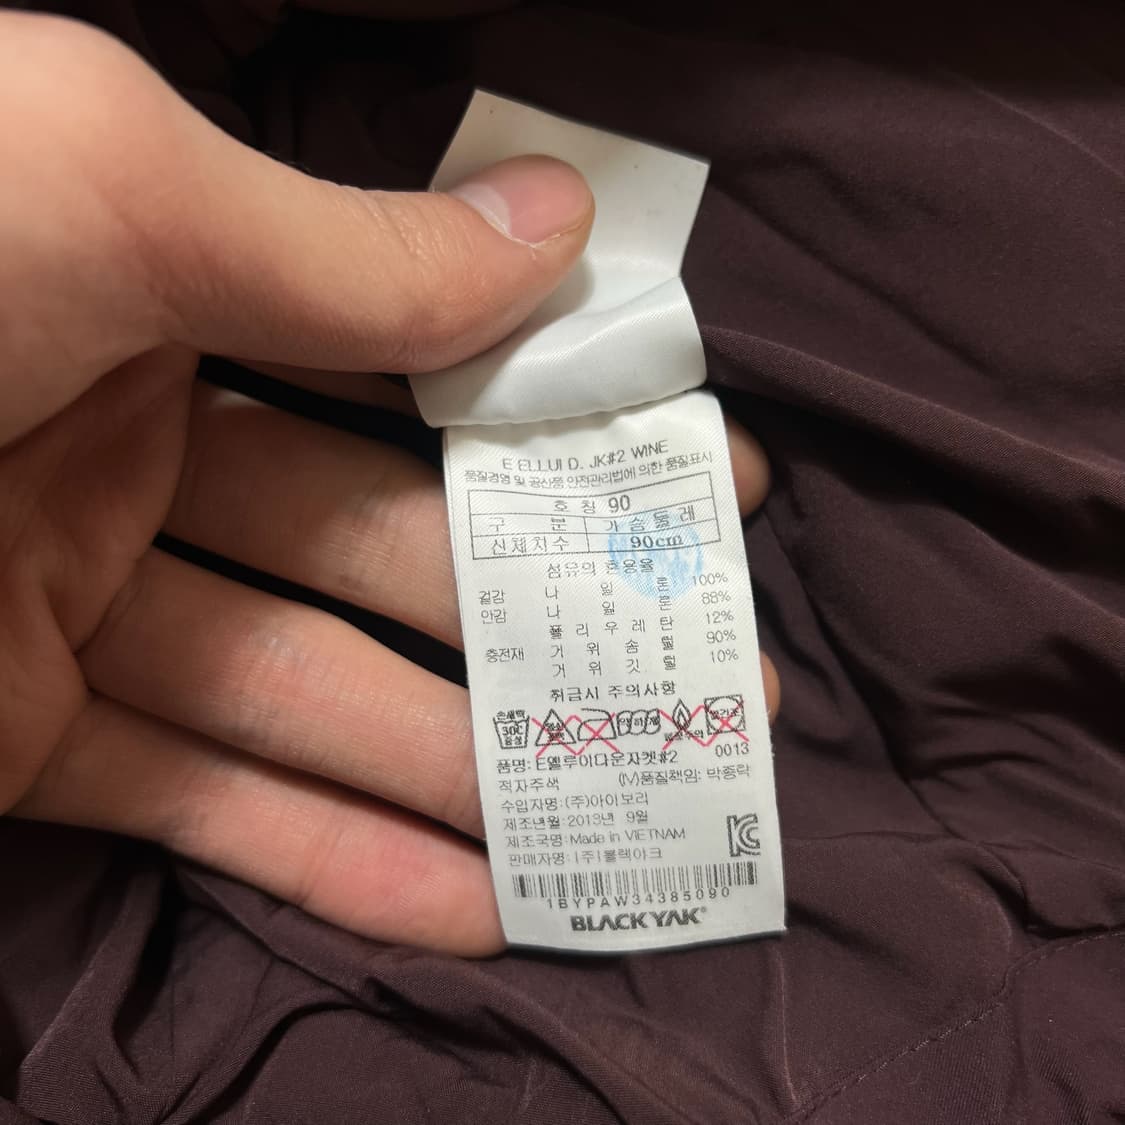 E ELLUI D. JK#2 WINE
품질경영 및 공산품 안전관리법에 의한 품질표시
호 칭 90
구 분 가 슴 둘 레
신체치수 90cm
섬유의 혼용율
겉감 나 일 론 100%
안감 나 일 론 88%
폴 리 우 레 탄 12%
충전재 거 위 솜 털 90%
거 위 깃 털 10%
취급시 주의사항
손세탁
30℃
중성
품명: E엘루이다운자켓#2 0013
적자주색 (IV)품질책임: 박종락
수입자명:(주)아이보리
제조년월:2013년 9월
제조국명:Made in VIETNAM
판매자명:(주)블랙야크
1BYPAW34385090
BLACKYAK®